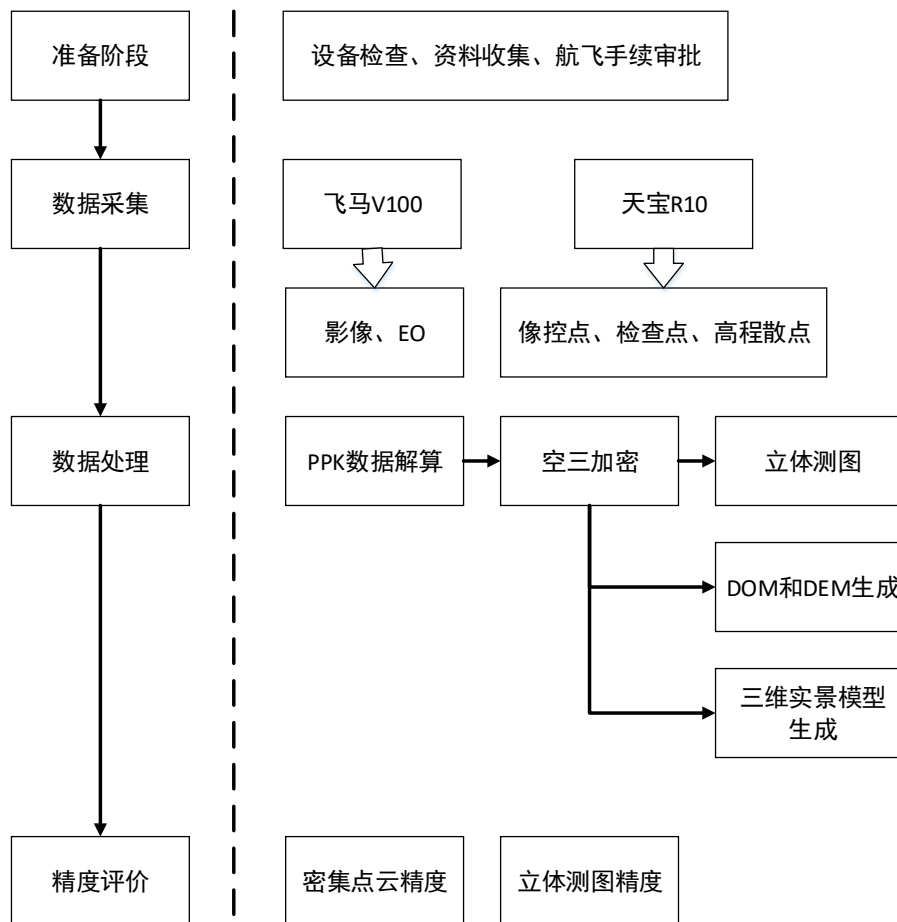 准备阶段
设备检查、资料收集、航飞手续审批
数据采集
飞马V100
天宝R10
影像、EO
像控点、检查点、高程散点
数据处理
PPK数据解算
空三加密
立体测图
DOM和DEM生成
三维实景模型
生成
精度评价
密集点云精度
立体测图精度